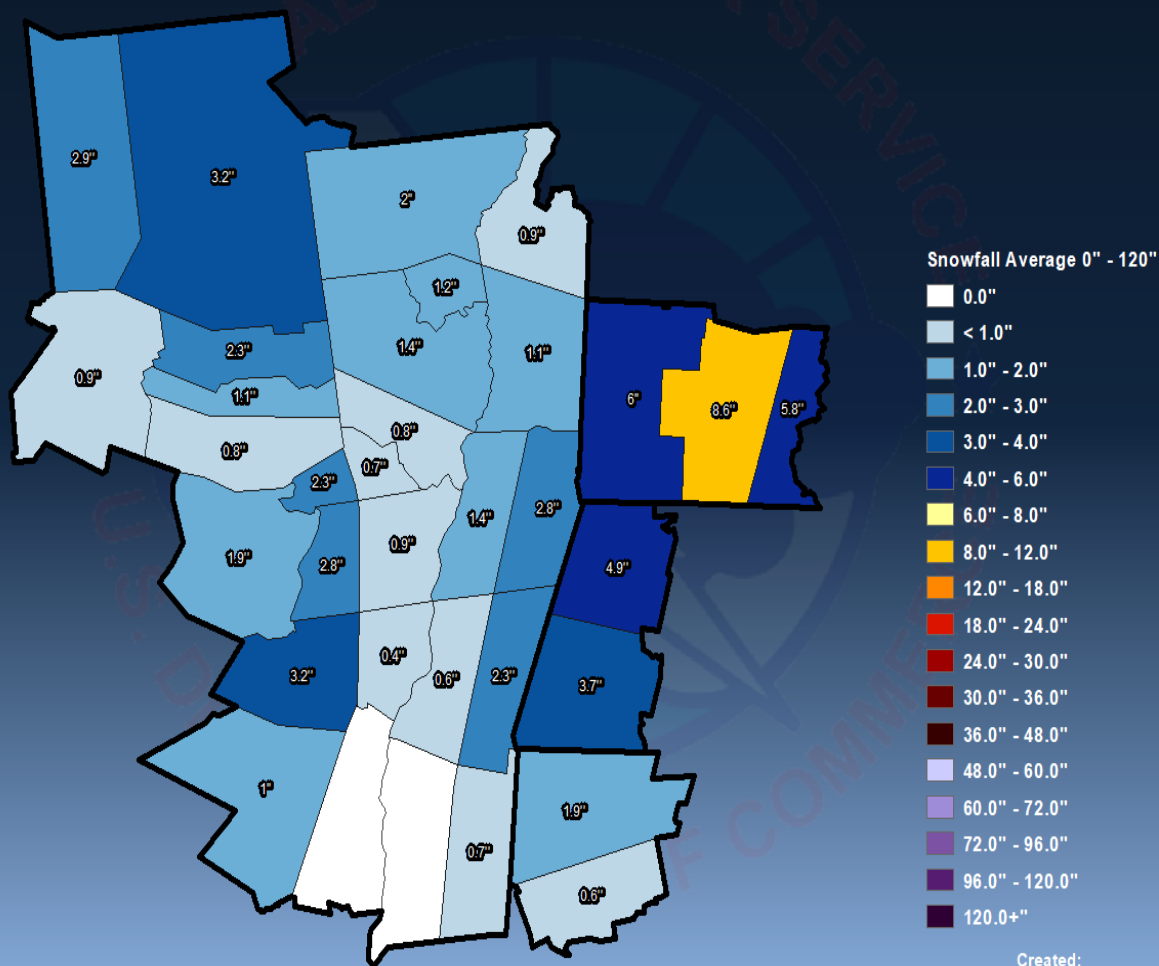 Snowfall Average 0" - 120"
0.0"
< 1.0"
1.0" - 2.0"
2.0" - 3.0"
3.0" - 4.0"
4.0" - 6.0"
6.0" - 8.0"
8.0" - 12.0"
12.0" - 18.0"
18.0" - 24.0"
24.0" - 30.0"
30.0" - 36.0"
36.0" - 48.0"
48.0" - 60.0"
60.0" - 72.0"
72.0" - 96.0"
96.0" - 120.0"
120.0+"
Created:
2.9"
3.2"
2"
0.9"
1.2"
2.3"
1.4"
1.1"
0.9"
1.1"
6"
8.6"
5.8"
0.8"
0.8"
0.7"
2.3"
1.4"
2.8"
1.9"
2.8"
0.9"
4.9"
3.2"
0.4"
0.6"
2.3"
3.7"
1"
1.9"
0.7"
0.6"
SERVICE
U.S. D
F COMMER